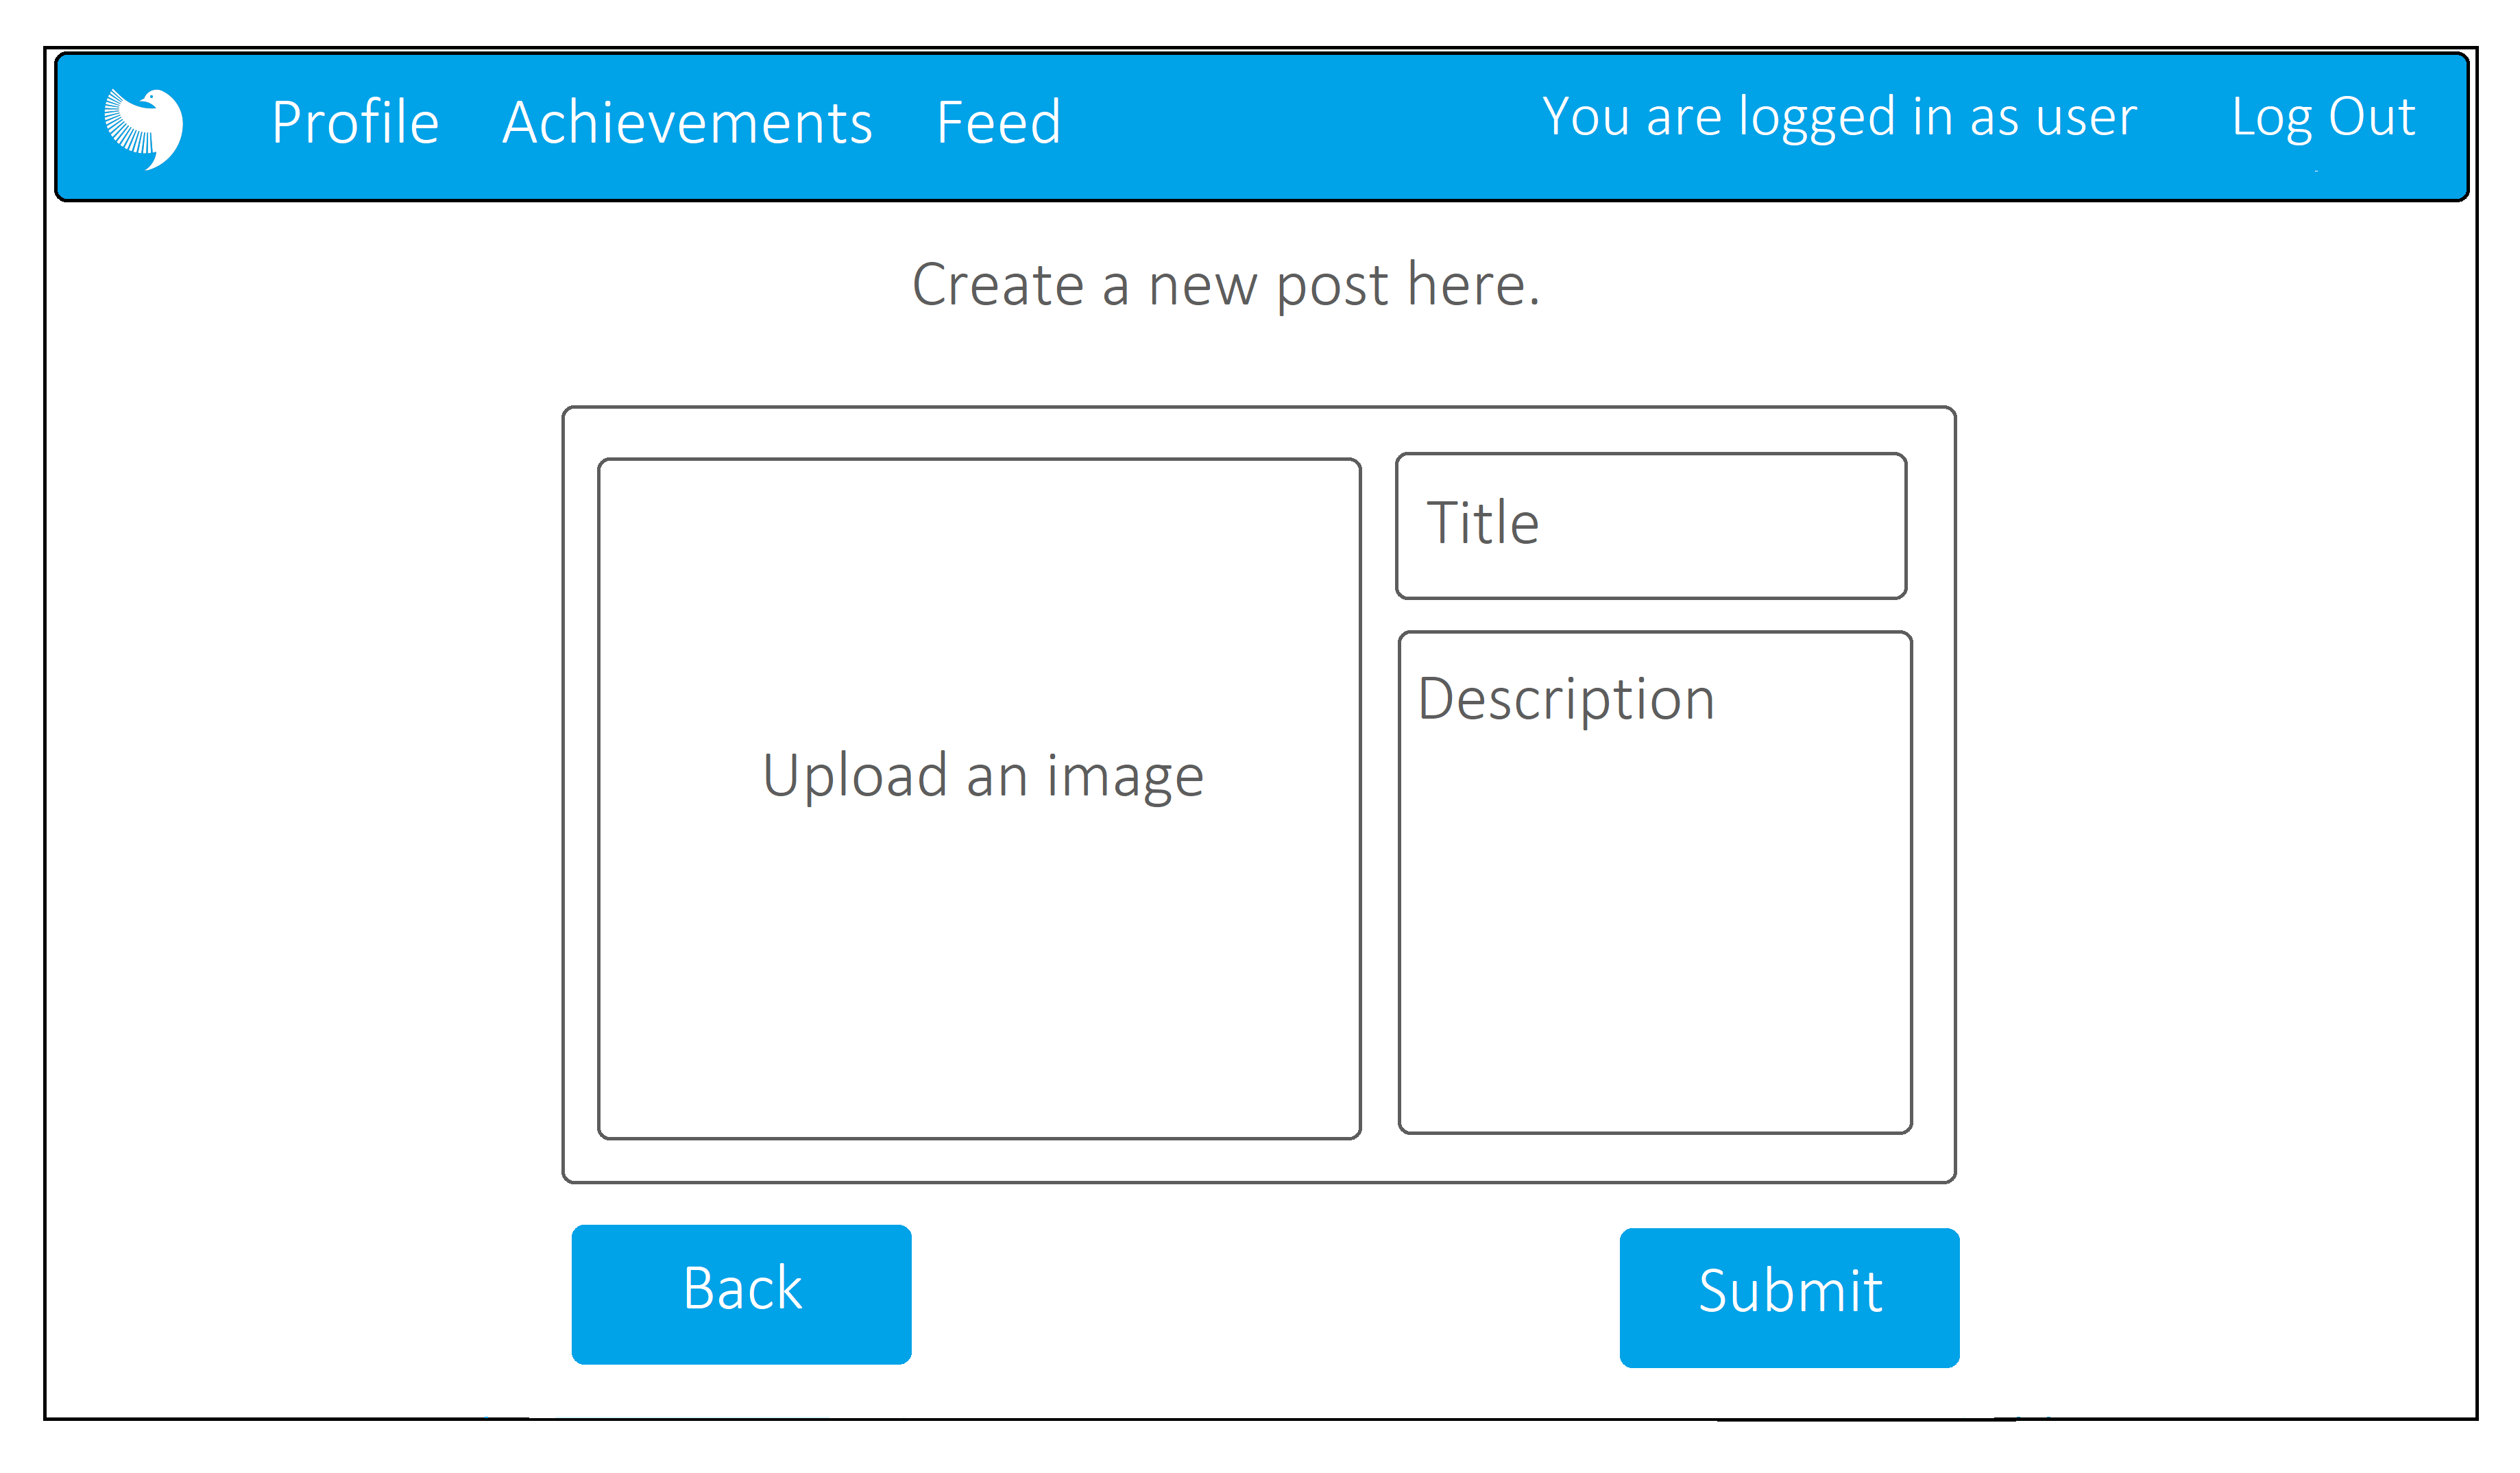 Profile Achievements Feed You are logged in as user Log Out
Create a new post here.
Title
Description
Upload an image
Back Submit